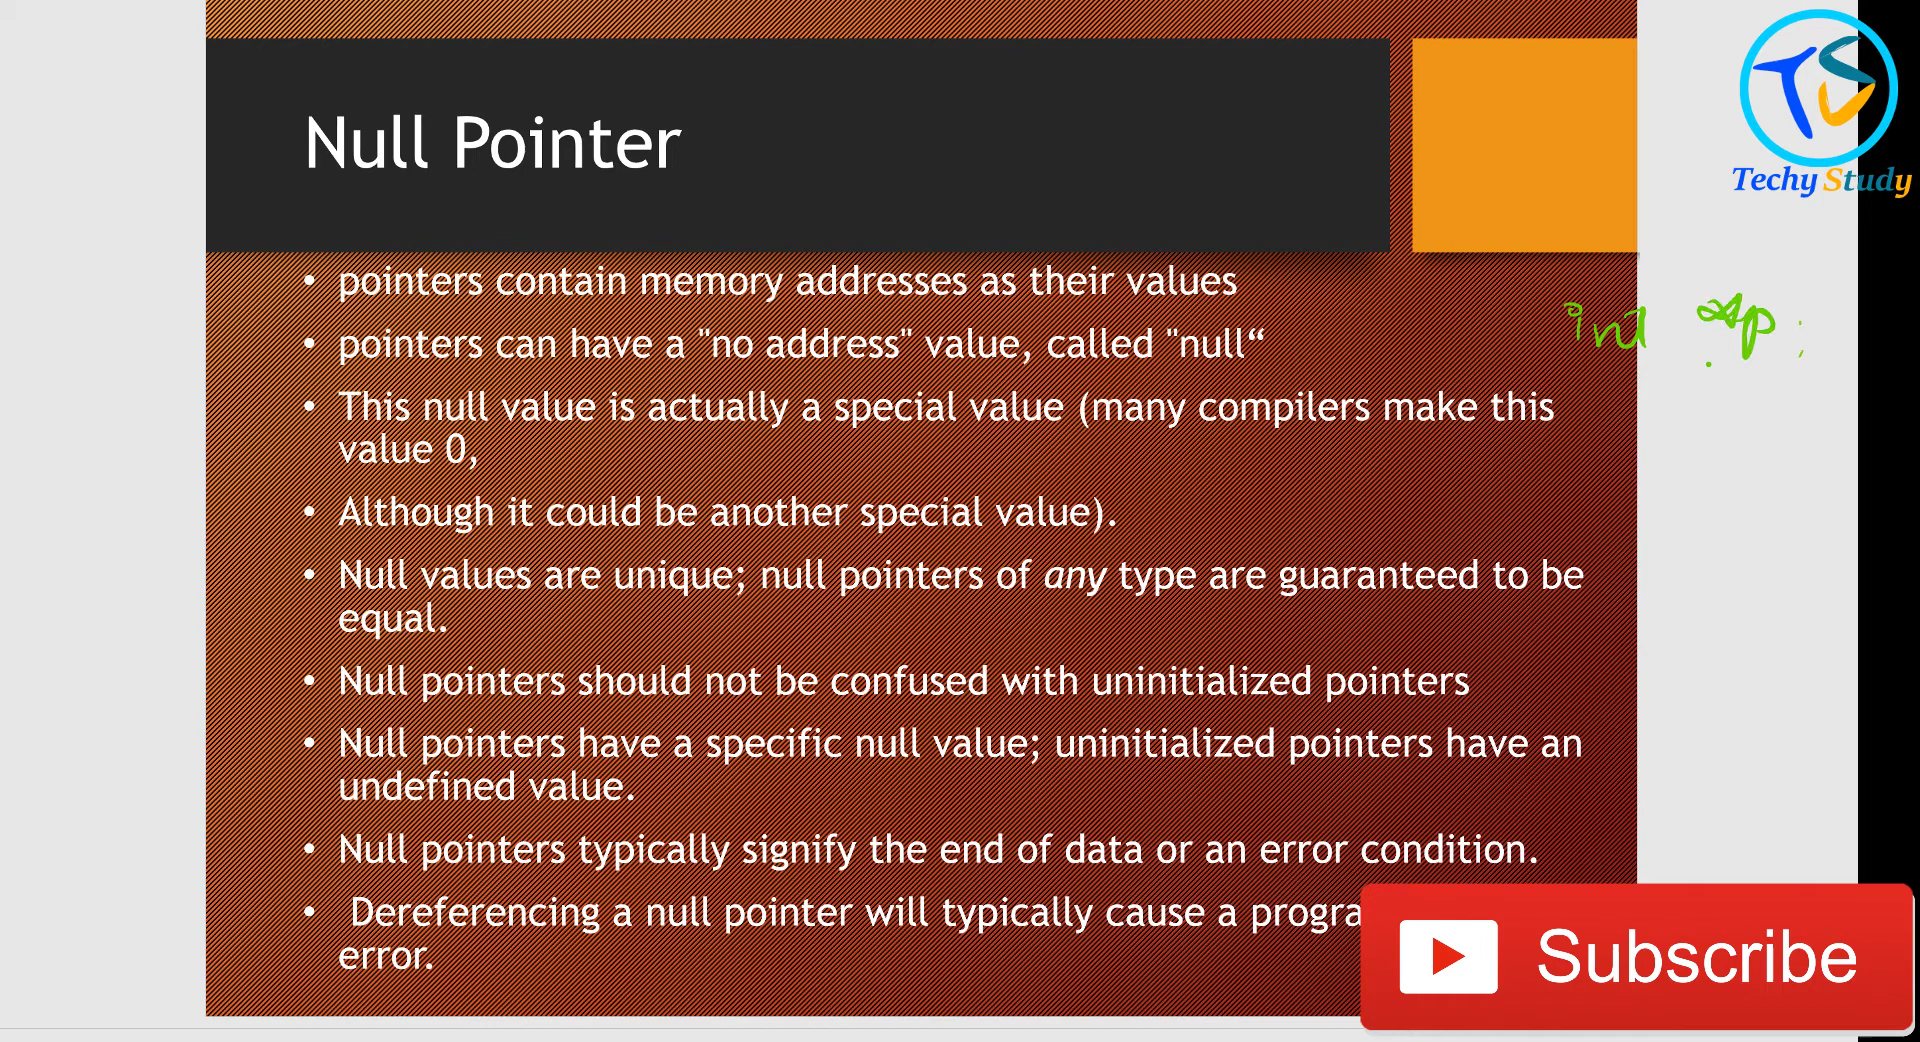 Null Pointer
• pointers contain memory addresses as their values
• pointers can have a "no address" value, called "null“
• This null value is actually a special value (many compilers make this
value 0,
• Although it could be another special value).
• Null values are unique; null pointers of any type are guaranteed to be
equal.
• Null pointers should not be confused with uninitialized pointers
• Null pointers have a specific null value; uninitialized pointers have an
undefined value.
• Null pointers typically signify the end of data or an error condition.
• Dereferencing a null pointer will typically cause a
error.
int *p ;
TS
Techy Study
Subscribe